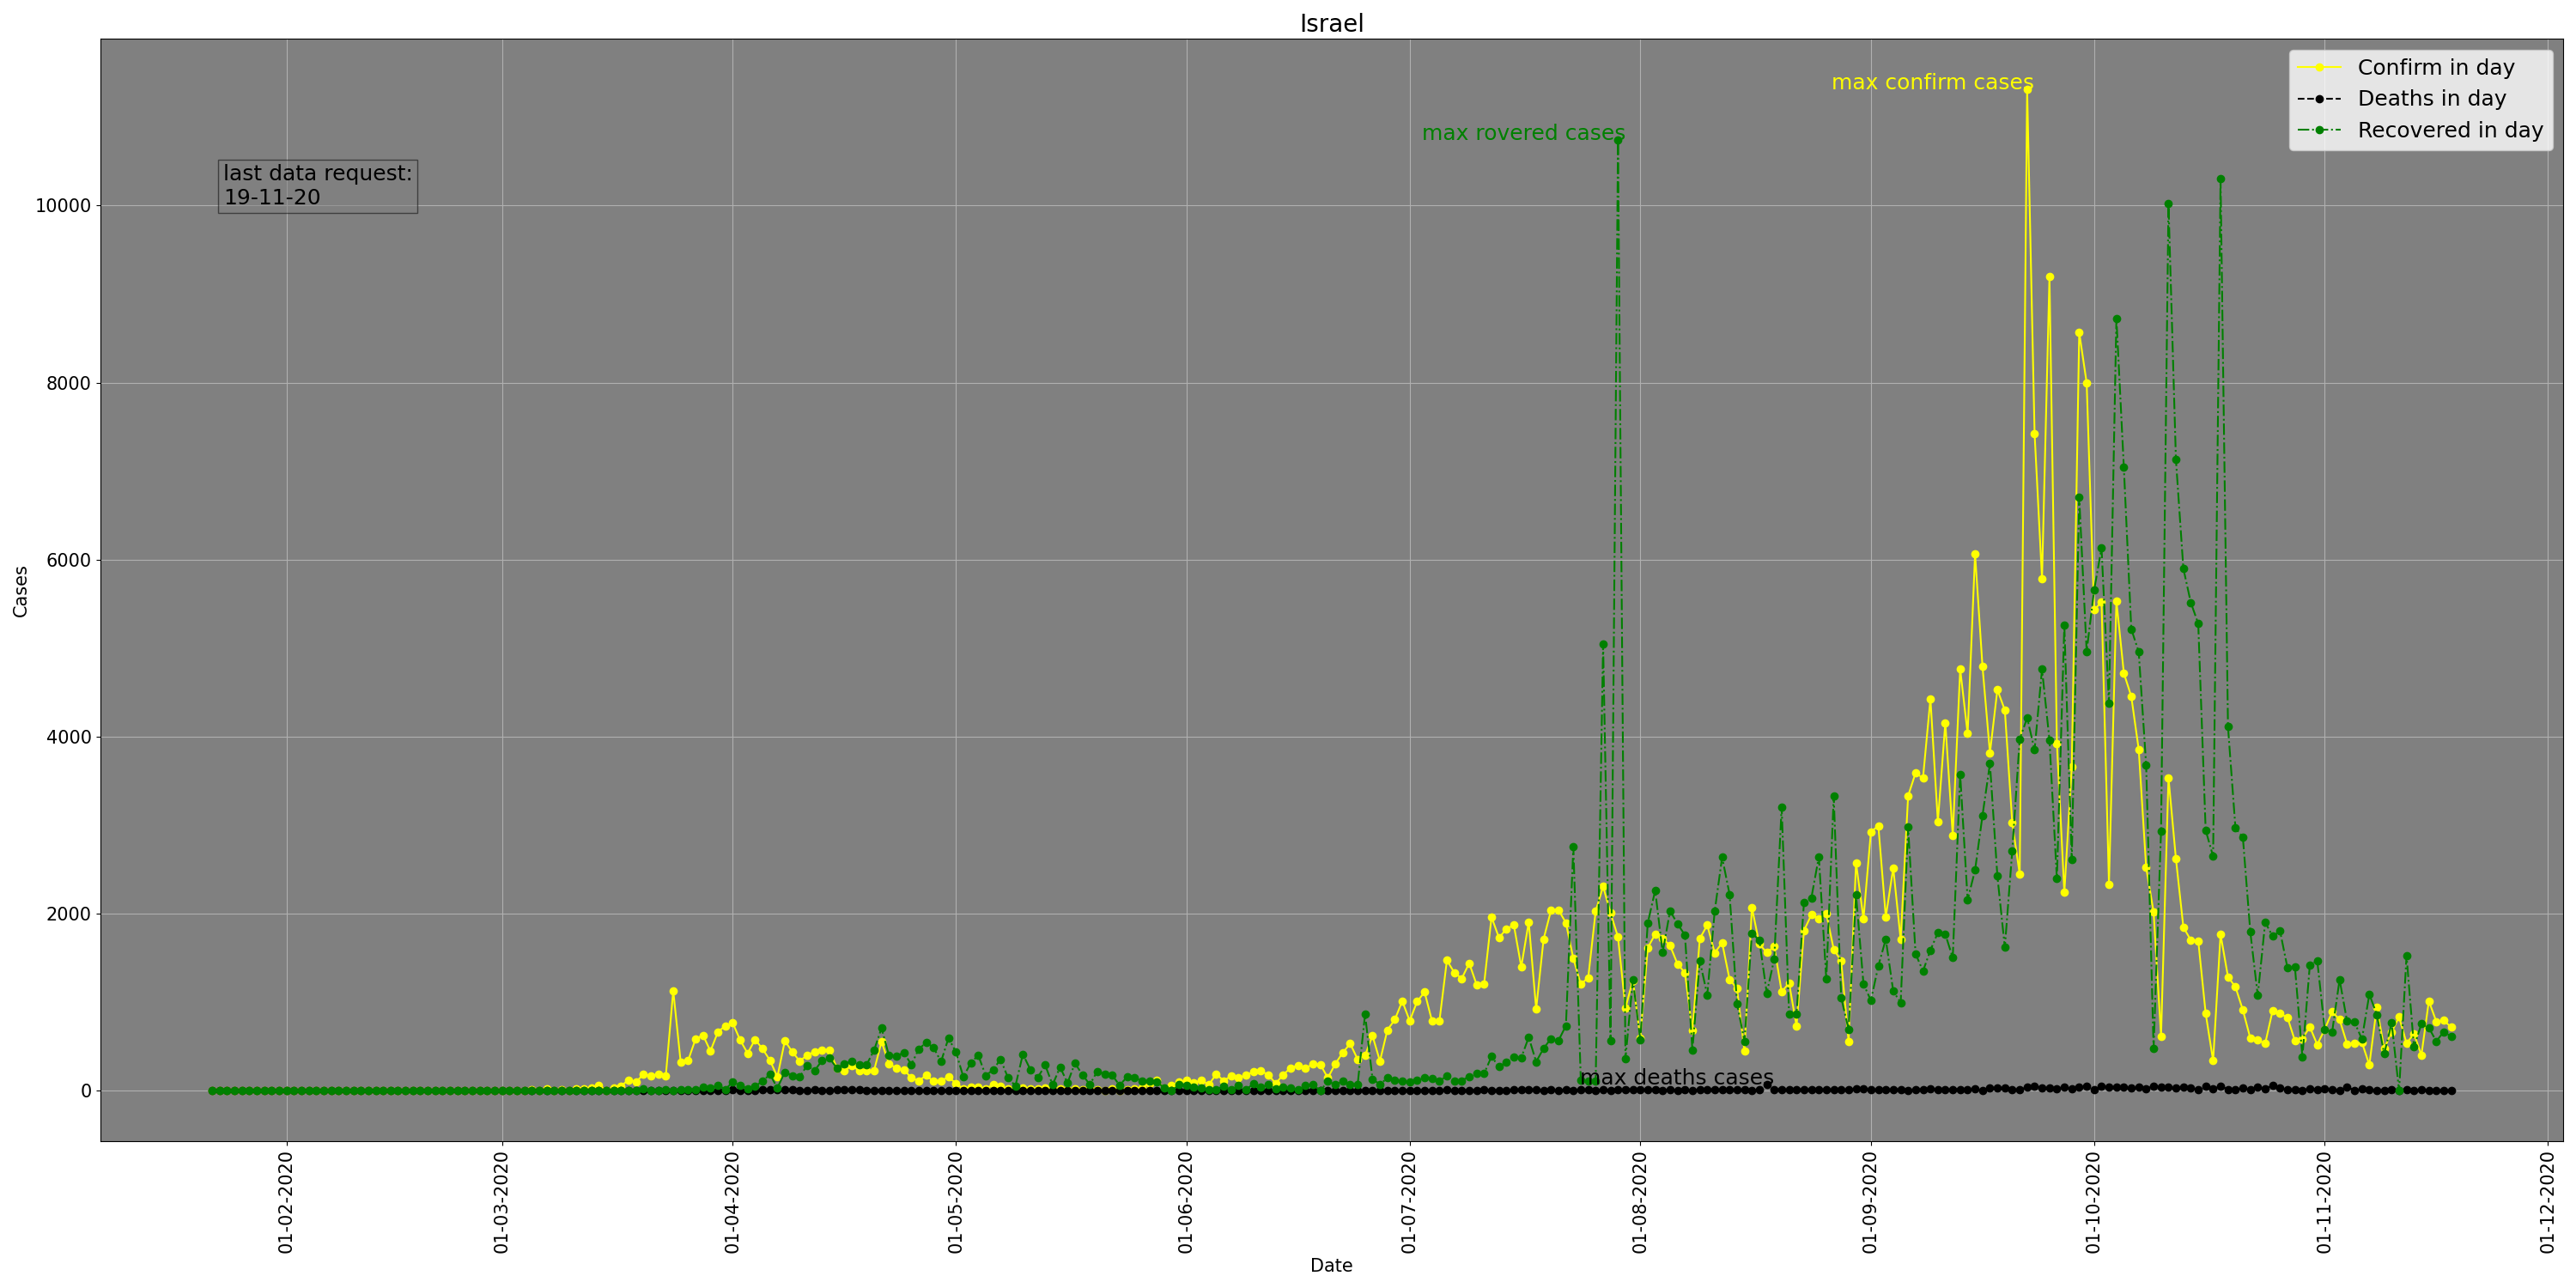 Israel
max confirm cases
max rovered cases
last data request:
19-11-20
Confirm in day
Deaths in day
Recovered in day
Cases
10000
8000
6000
4000
2000
0
max deaths cases
01-02-2020
01-03-2020
01-04-2020
01-05-2020
01-06-2020
01-07-2020
01-08-2020
01-09-2020
01-10-2020
01-11-2020
01-12-2020
Date